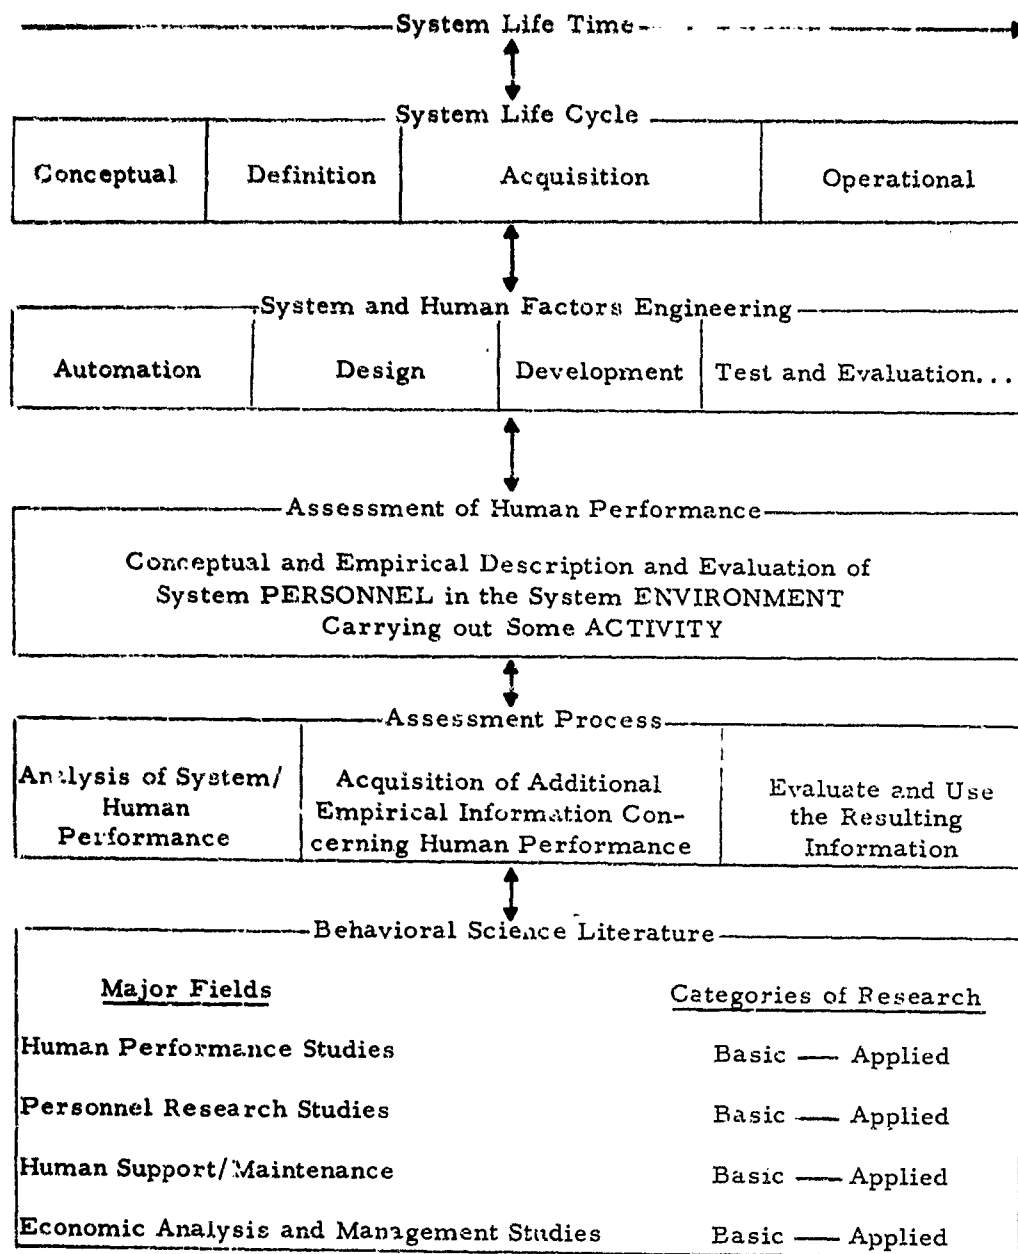 System Life Time
System Life Cycle
Conceptual
Definition
Acquisition
Operational
System and Human Factors Engineering
Automation
Design
Development
Test and Evaluation...
Assessment of Human Performance
Conceptual and Empirical Description and Evaluation of
System PERSONNEL in the System ENVIRONMENT
Carrying out Some ACTIVITY
Assessment Process
Analysis of System/
Human
Performance
Acquisition of Additional
Empirical Information Con-
cerning Human Performance
Evaluate and Use
the Resulting
Information
Behavioral Science Literature
Major Fields
Categories of Research
Human Performance Studies
Basic — Applied
Personnel Research Studies
Basic — Applied
Human Support/Maintenance
Basic — Applied
Economic Analysis and Management Studies
Basic — Applied